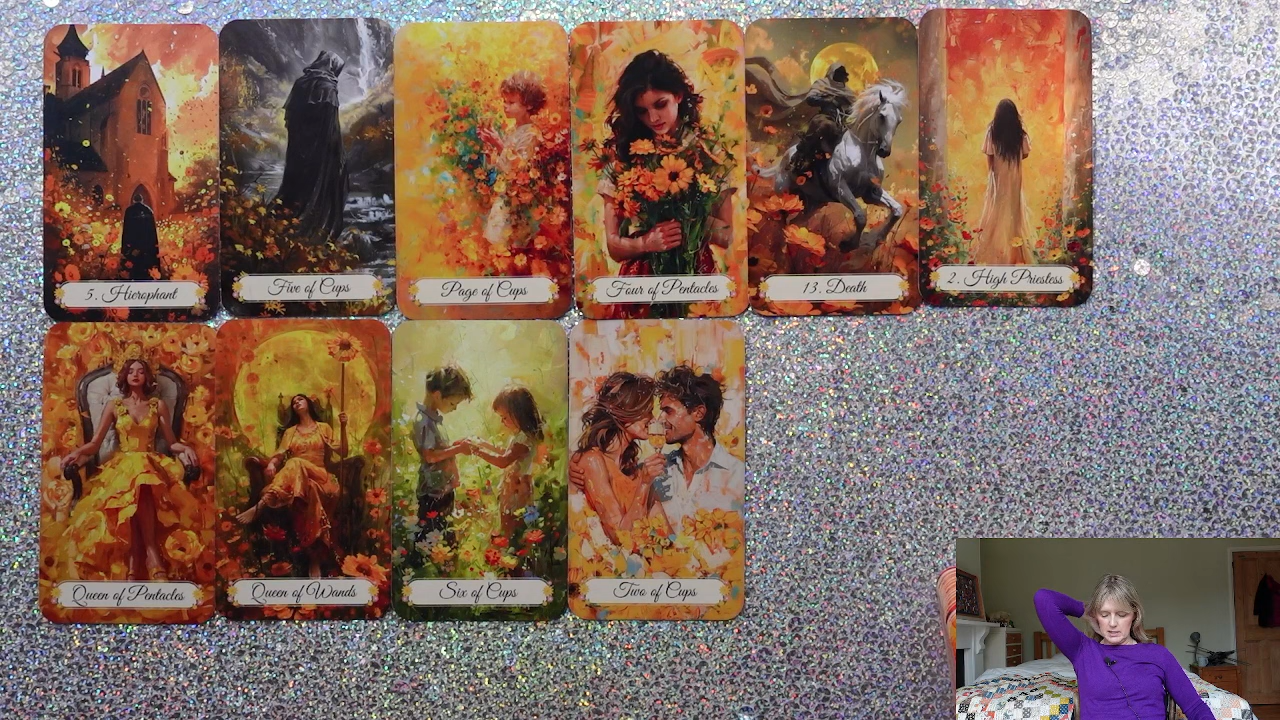 5. Hierophant
Five of Cups
Page of Cups
Four of Pentacles
13. Death
2. High Priestess
Queen of Pentacles
Queen of Wands
Six of Cups
Two of Cups